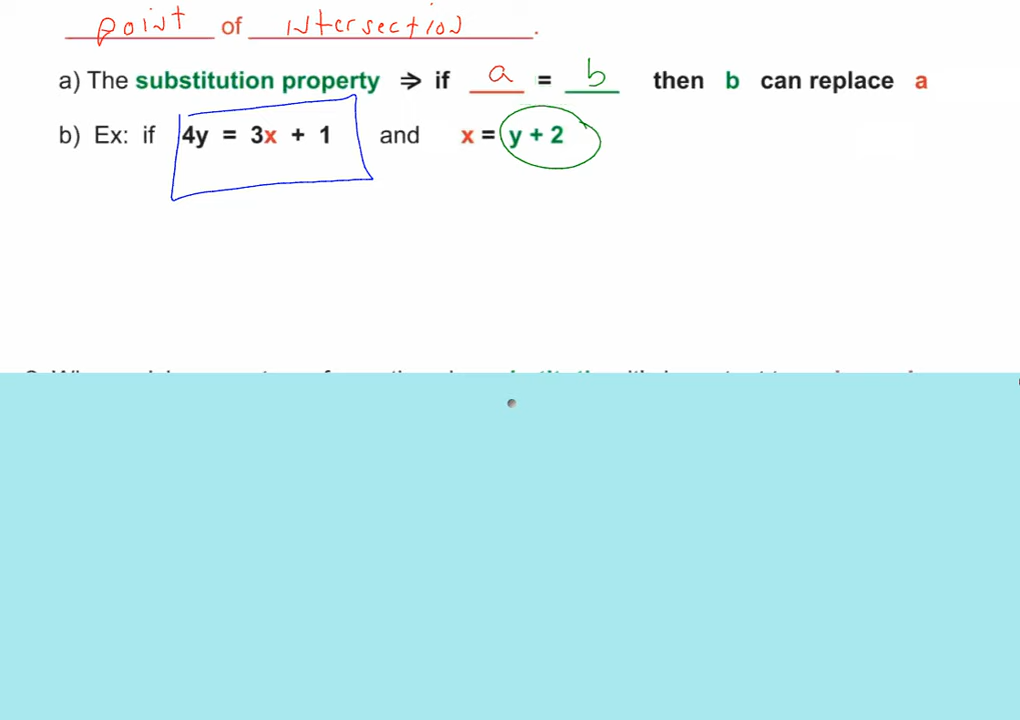 point of intersection.
a) The substitution property ⇒ if a = b then b can replace a
b) Ex: if 4y = 3x + 1 and x = y + 2